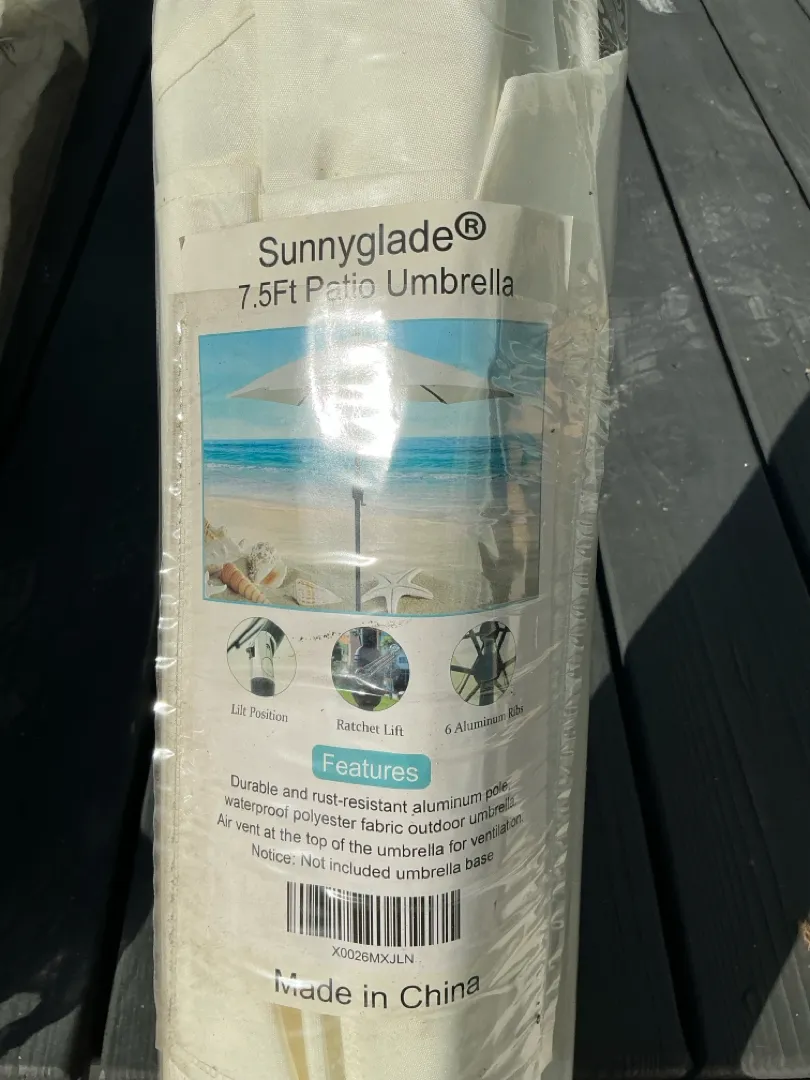 Sunnyglade®
7.5Ft Patio Umbrella
Lilt Position
Ratchet Lift
6 Aluminum Ribs
Features
Durable and rust-resistant aluminum pole,
waterproof polyester fabric outdoor umbrella.
Air vent at the top of the umbrella for ventilation.
Notice: Not included umbrella base
X0026MXJLN
Made in China